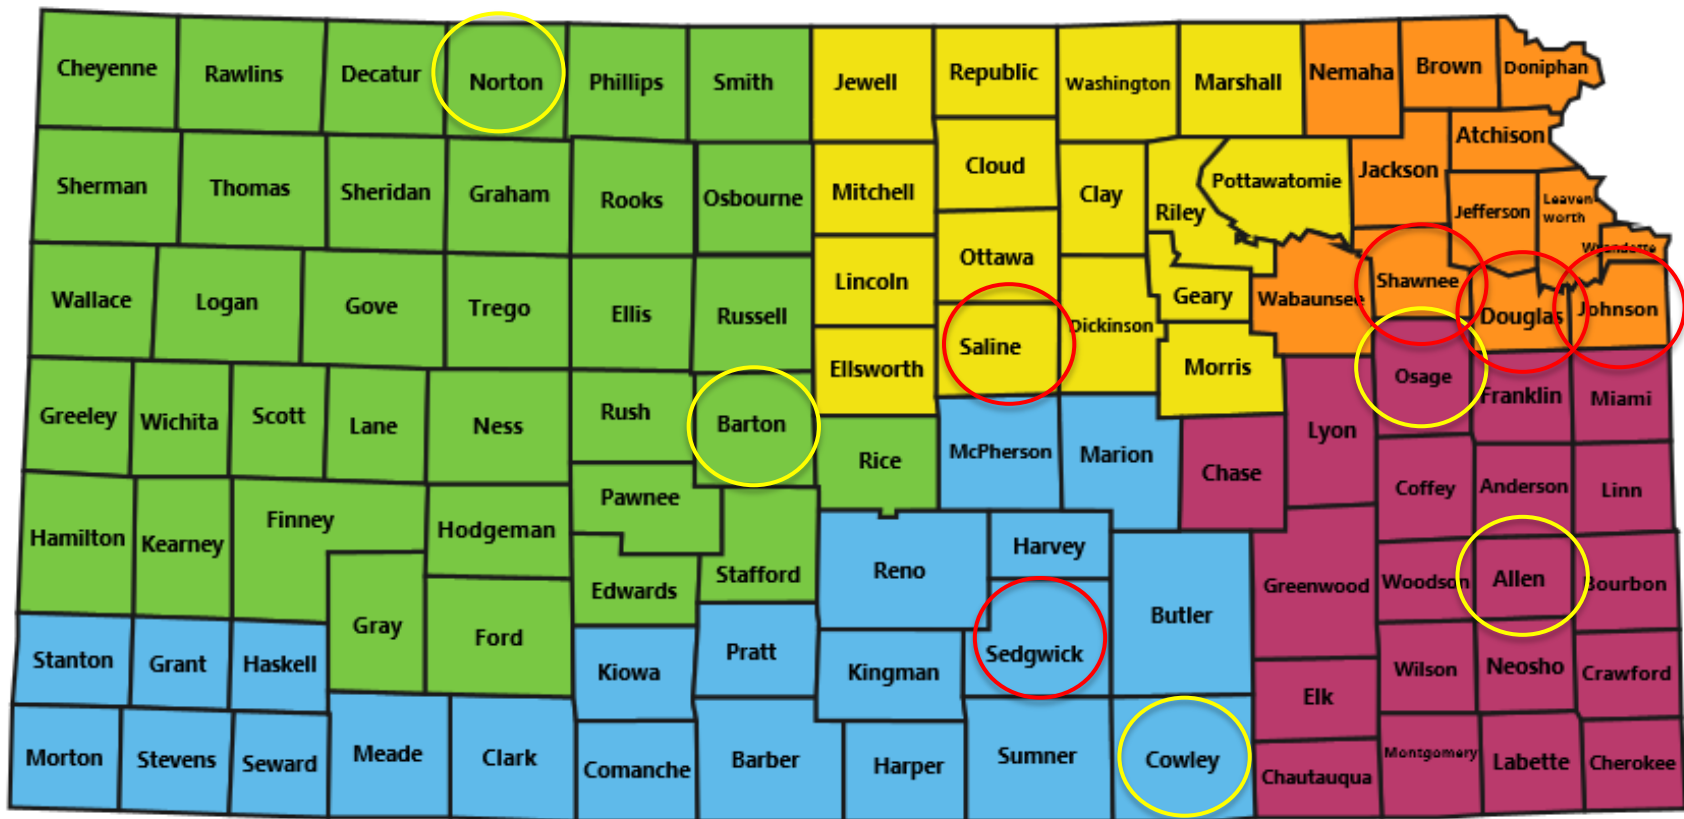 Cheyenne
Rawlins
Decatur
Norton
Phillips
Smith
Jewell
Republic
Washington
Marshall
Nemaha
Brown
Doniphan
Sherman
Thomas
Sheridan
Graham
Rooks
Osbourne
Mitchell
Cloud
Clay
Riley
Pottawatomie
Jackson
Atchison
Jefferson
Leaven
worth
Wyandotte
Wallace
Logan
Gove
Trego
Ellis
Russell
Lincoln
Ottawa
Saline
Dickinson
Geary
Wabaunsee
Shawnee
Douglas
Johnson
Ellsworth
Morris
Osage
Franklin
Miami
Greeley
Wichita
Scott
Lane
Ness
Rush
Barton
Rice
McPherson
Marion
Chase
Lyon
Coffey
Anderson
Linn
Hamilton
Kearney
Finney
Hodgeman
Pawnee
Edwards
Stafford
Reno
Harvey
Butler
Greenwood
Woodson
Allen
Bourbon
Gray
Ford
Stanton
Grant
Haskell
Kiowa
Pratt
Kingman
Sedgwick
Elk
Wilson
Neosho
Crawford
Morton
Stevens
Seward
Meade
Clark
Comanche
Barber
Harper
Sumner
Cowley
Chautauqua
Montgomery
Labette
Cherokee